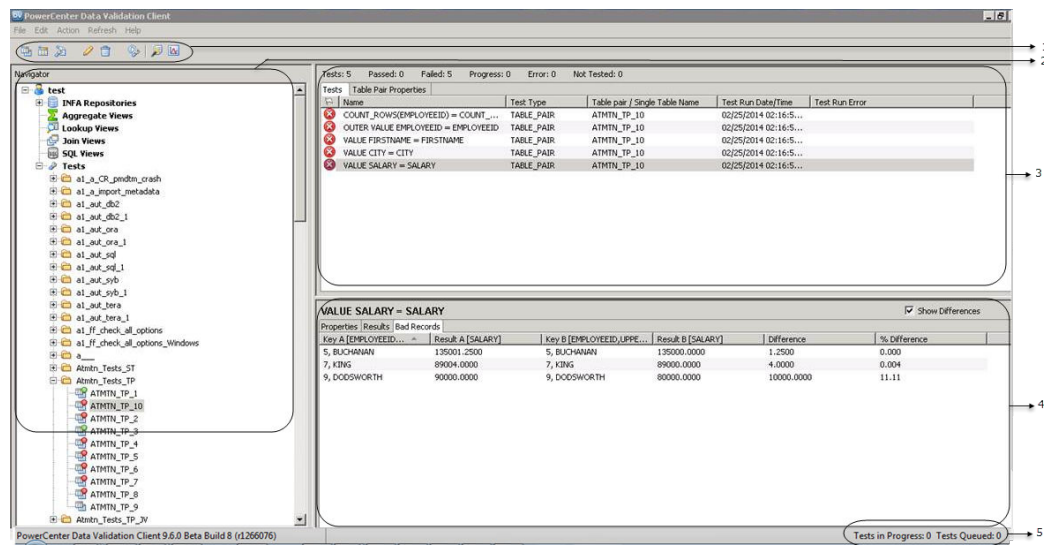 PowerCenter Data Validation Client
File Edit Action Refresh Help
1
2
Navigator
test
INFA Repositories
Aggregate Views
Lookup Views
Join Views
SQL Views
Tests
a1_a_CR_pmdtm_crash
a1_a_import_metadata
a1_aut_db2
a1_aut_db2_1
a1_aut_ora
a1_aut_ora_1
a1_aut_sql
a1_aut_sql_1
a1_aut_syb
a1_aut_syb_1
a1_aut_tera
a1_aut_tera_1
a1_ff_check_all_options
a1_ff_check_all_options_Windows
a___
Atmtn_Tests_ST
Atmtn_Tests_TP
ATMTN_TP_1
ATMTN_TP_10
ATMTN_TP_2
ATMTN_TP_3
ATMTN_TP_4
ATMTN_TP_5
ATMTN_TP_6
ATMTN_TP_7
ATMTN_TP_8
ATMTN_TP_9
Atmtn_Tests_TP_JV
Tests: 5 Passed: 0 Failed: 5 Progress: 0 Error: 0 Not Tested: 0
Tests Table Pair Properties
Name Test Type Table pair / Single Table Name Test Run Date/Time Test Run Error
COUNT_ROWS(EMPLOYEEID) = COUNT_... TABLE_PAIR ATMTN_TP_10 02/25/2014 02:16:5...
OUTER VALUE EMPLOYEEID = EMPLOYEEID TABLE_PAIR ATMTN_TP_10 02/25/2014 02:16:5...
VALUE FIRSTNAME = FIRSTNAME TABLE_PAIR ATMTN_TP_10 02/25/2014 02:16:5...
VALUE CITY = CITY TABLE_PAIR ATMTN_TP_10 02/25/2014 02:16:5...
VALUE SALARY = SALARY TABLE_PAIR ATMTN_TP_10 02/25/2014 02:16:5...
3
VALUE SALARY = SALARY Show Differences
Properties Results Bad Records
Key A [EMPLOYEEID... Result A [SALARY] Key B [EMPLOYEEID,UPPE... Result B [SALARY] Difference % Difference
5, BUCHANAN 135001.2500 5, BUCHANAN 135000.0000 1.2500 0.000
7, KING 89004.0000 7, KING 89000.0000 4.0000 0.004
9, DODSWORTH 90000.0000 9, DODSWORTH 80000.0000 10000.0000 11.11
4
PowerCenter Data Validation Client 9.6.0 Beta Build 8 (r1266076) Tests in Progress: 0 Tests Queued: 0
5